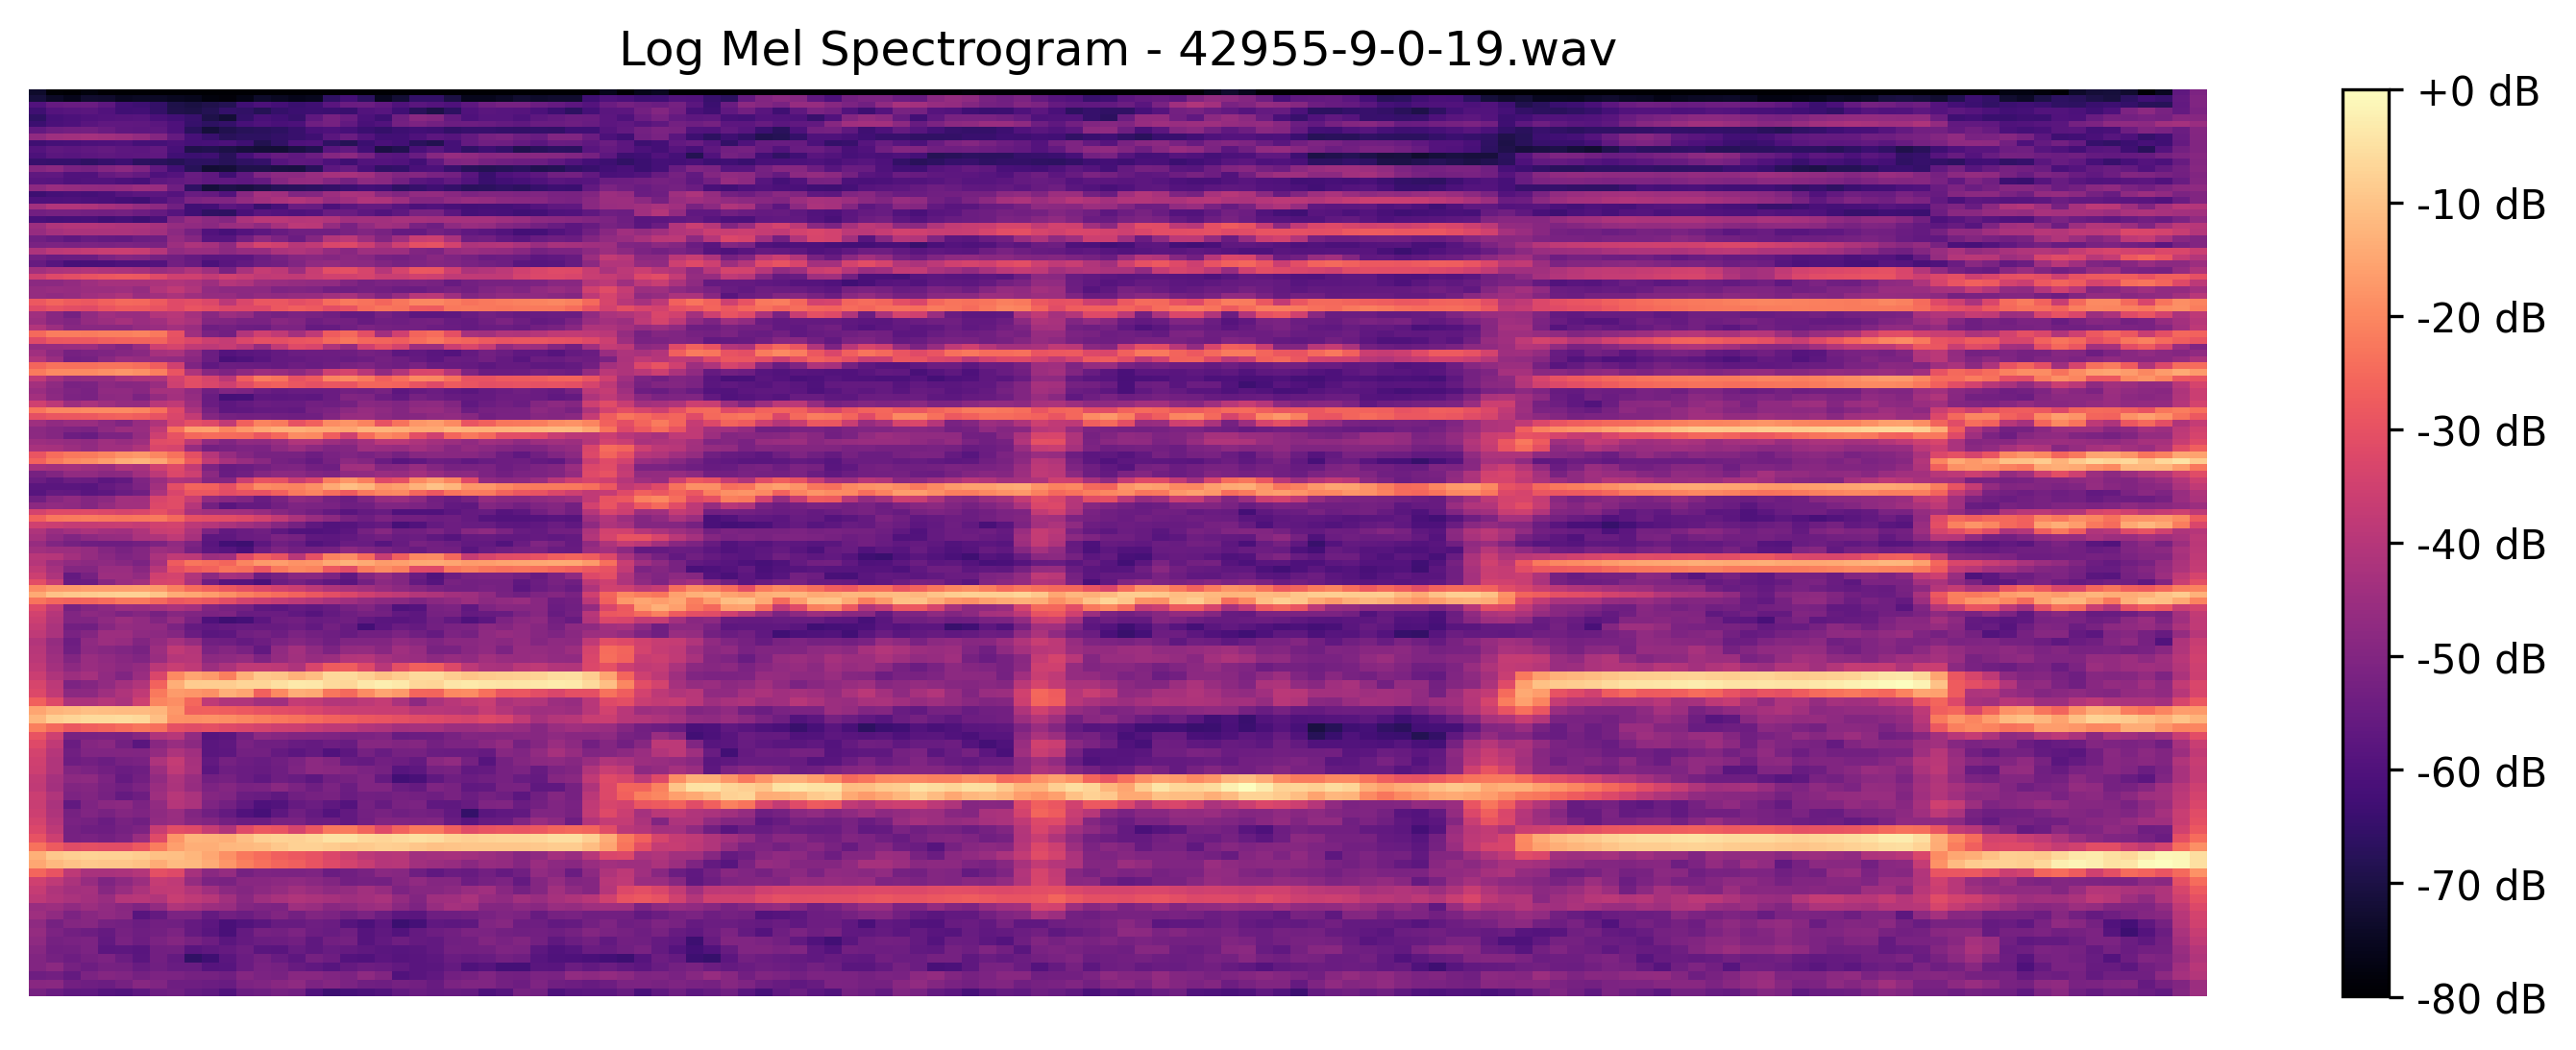 Log Mel Spectrogram - 42955-9-0-19.wav
+0 dB
-10 dB
-20 dB
-30 dB
-40 dB
-50 dB
-60 dB
-70 dB
-80 dB